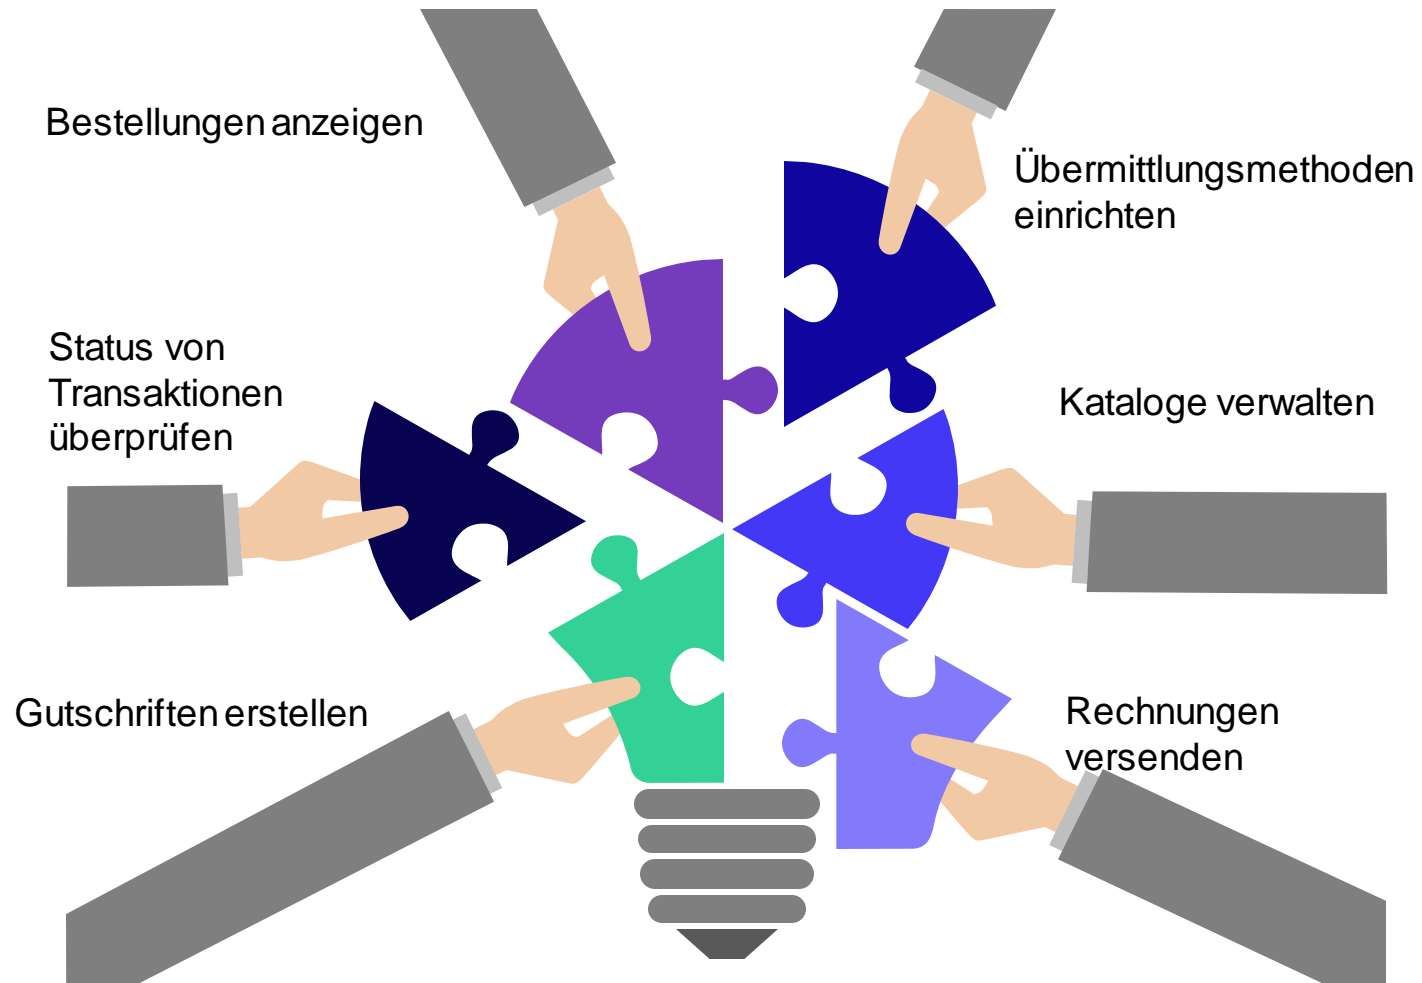 Bestellungen anzeigen
Übermittlungsmethoden
einrichten
Status von
Transaktionen
überprüfen
Kataloge verwalten
Gutschriften erstellen
Rechnungen
versenden